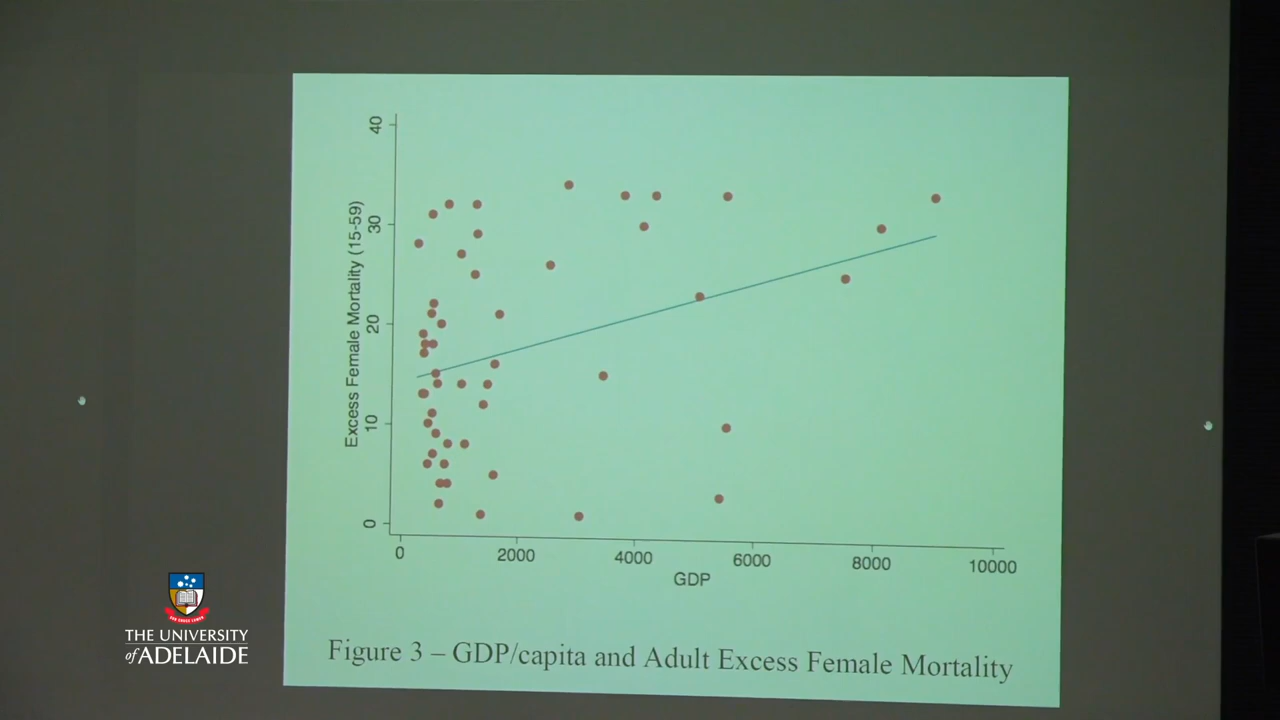 40
30
20
10
0
Excess Female Mortality (15-59)
0 2000 4000 6000 8000 10000
GDP
Figure 3 – GDP/capita and Adult Excess Female Mortality
THE UNIVERSITY
of ADELAIDE